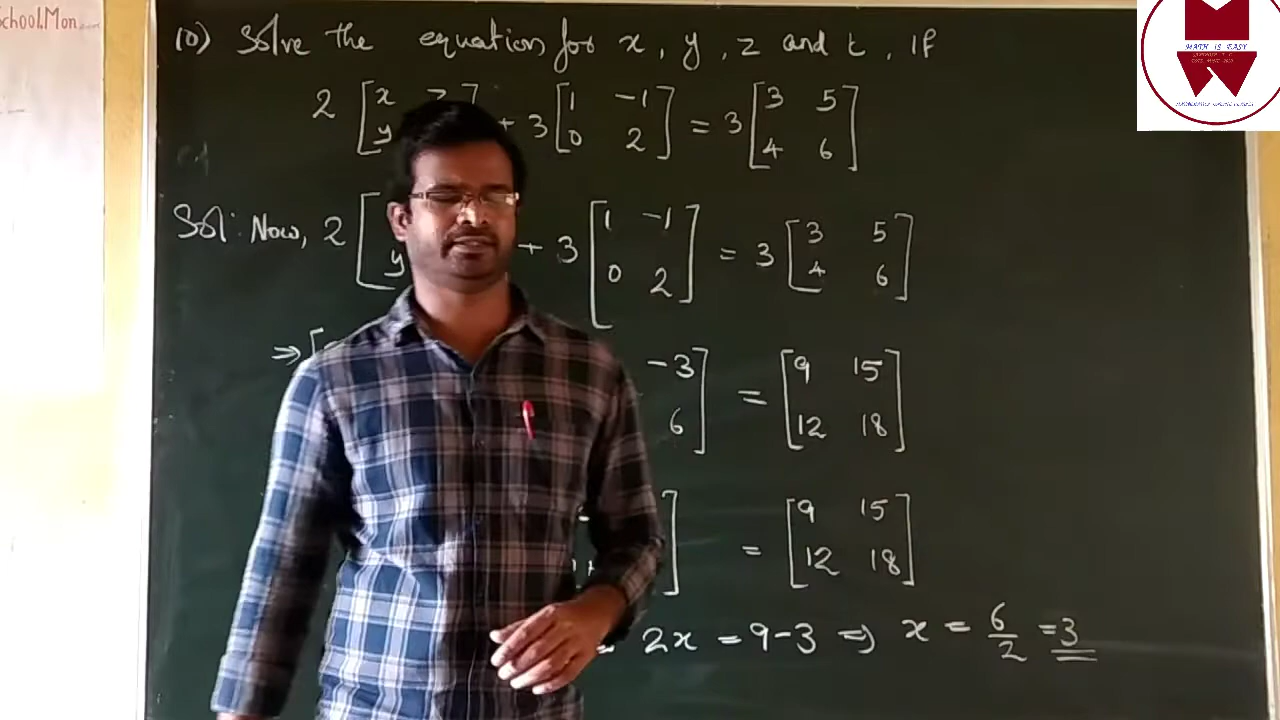 School.Mon
10) Solve the equation for x, y, z and t, if
2 [x z] + 3 [1 -1] = 3 [3 5]
[y [0 2] [4 6]
Sol: Now, 2 [ + 3 [1 -1] = 3 [3 5]
y [0 2] [4 6]
⇒ [ -3] = [9 15]
6] [12 18]
] = [9 15]
] [12 18]
= 2x = 9-3 ⇒ x = 6/2 = 3
MATH IS EASY